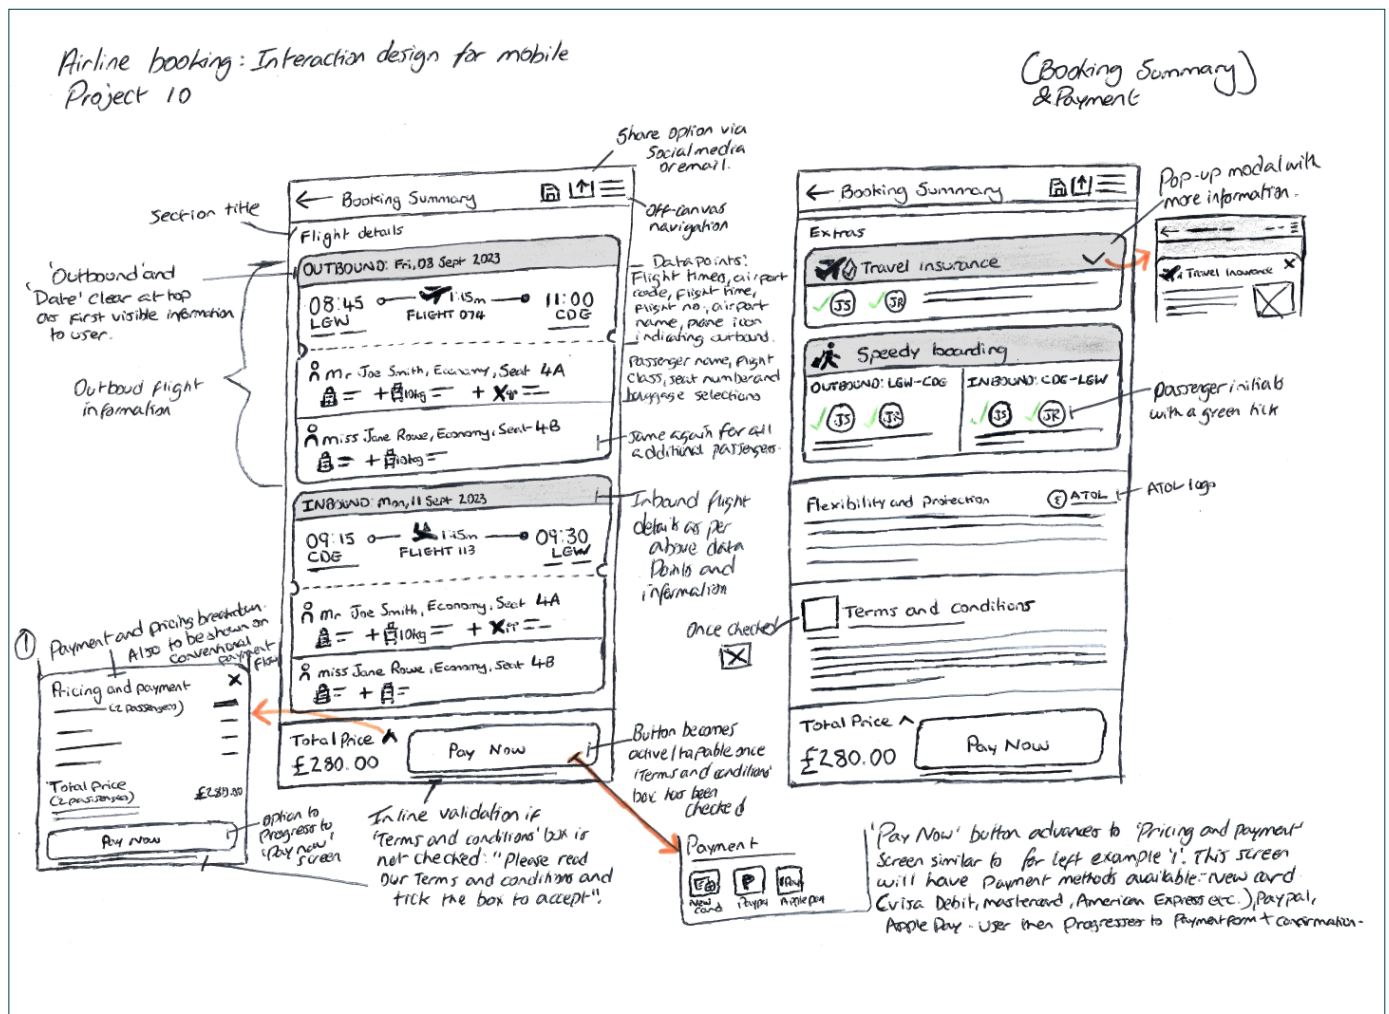 Airline booking: Interaction design for mobile
Project 10
(Booking Summary)
& Payment
Share option via
Social media
or email.
← Booking Summary
Section title
Off-canvas
navigation
Flight details
OUTBOUND: Fri, 08 Sept 2023
'Outbound' and
'Date' clear at top
as first visible information
to user.
08:45 1:15m 11:00
LGW FLIGHT 074 CDG
Datapoints:
Flight times, airport
code, flight time,
flight no, airport
name, plane icon
indicating outbound.
Passenger name, flight
class, seat number and
baggage selections
Outboud flight
information
Mr Joe Smith, Economy, Seat 4A
+ 10kg +
Miss Jane Rowe, Economy, Seat 4B
+ 10kg
Same again for all
additional passengers.
INBOUND: Mon, 11 Sept 2023
09:15 1:15m 09:30
CDG FLIGHT 113 LGW
Inbound flight
details as per
above data
Points and
information
Mr Joe Smith, Economy, Seat 4A
+ 10kg +
Miss Jane Rowe, Economy, Seat 4B
+
Total Price ^
£280.00
Pay Now
Button becomes
active/tapable once
'Terms and conditions'
box has been
checked
1
Payment and pricing breakdown.
Also to be shown on
conventional
payment
flow
Pricing and payment X
(2 passengers)
Total Price
(2 passengers)
£280.00
Pay Now
option to
Progress to
'Pay now'
screen
Inline validation if
'Terms and conditions' box is
not checked: "Please read
our Terms and conditions and
tick the box to accept".
← Booking Summary
Extras
Travel insurance
JS JR
Pop-up modal with
more information.
Travel Insurance X
Speedy boarding
OUTBOUND: LGW-CDG INBOUND: CDG-LGW
JS JR JS JR
Passenger initials
with a green tick
Flexibility and protection ATOL
ATOL logo
Terms and conditions
Once checked
Total Price ^
£280.00
Pay Now
Payment
New card
Paypal
Apple pay
'Pay Now' button advances to 'Pricing and payment'
Screen similar to far left example '1'. This screen
will have Payment methods available:- New card
(visa Debit, mastercard, American Express etc.), Paypal,
Apple Pay - user then Progresses to Payment form + confirmation-